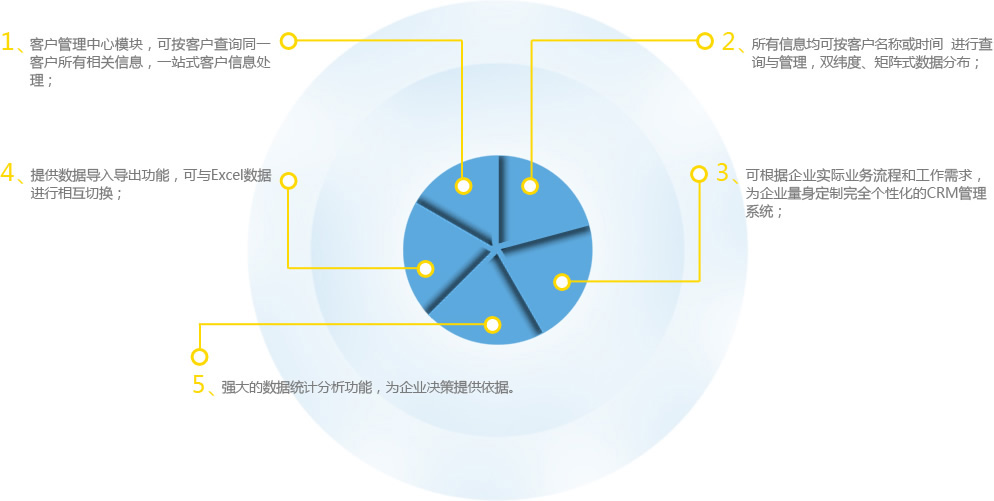 1、客户管理中心模块，可按客户查询同一
客户所有相关信息，一站式客户信息处
理；
2、所有信息均可按客户名称或时间 进行查
询与管理，双纬度、矩阵式数据分布；
3、可根据企业实际业务流程和工作需求，
为企业量身定制完全个性化的CRM管理
系统；
4、提供数据导入导出功能，可与Excel数据
进行相互切换；
5、强大的数据统计分析功能，为企业决策提供依据。